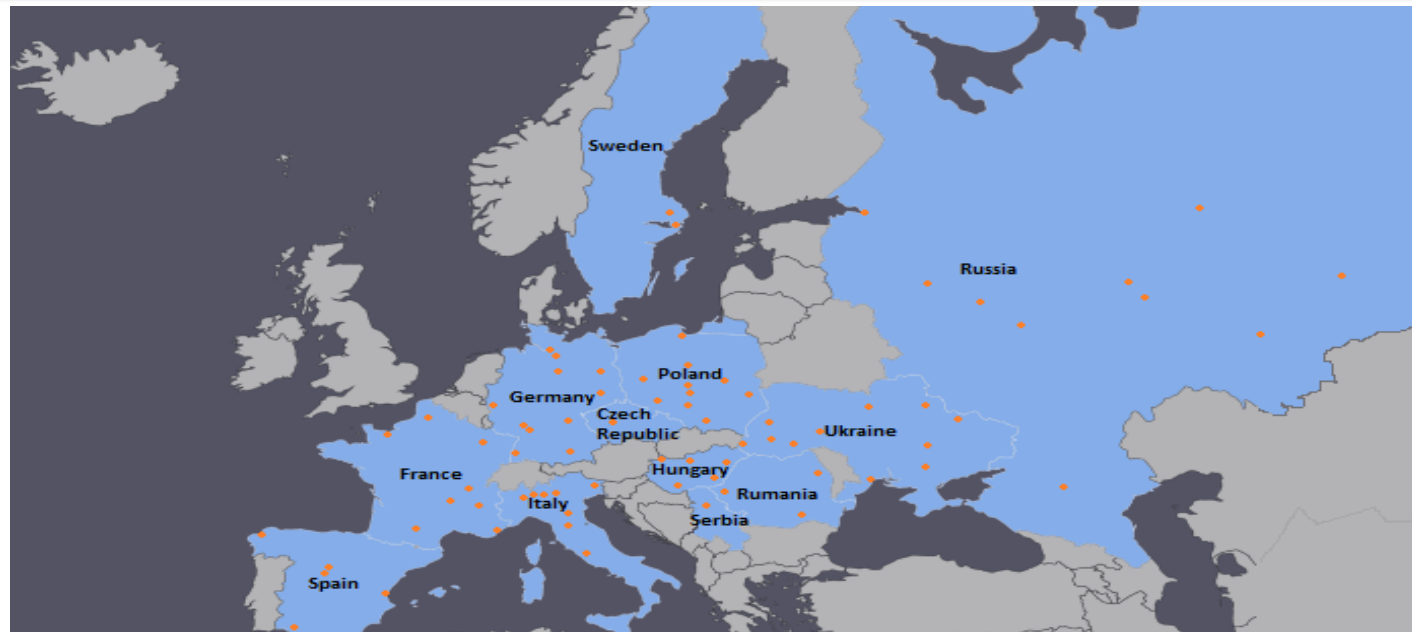 Sweden
Russia
Poland
Germany
Czech
Republic
Ukraine
France
Hungary
Rumania
Italy
Serbia
Spain